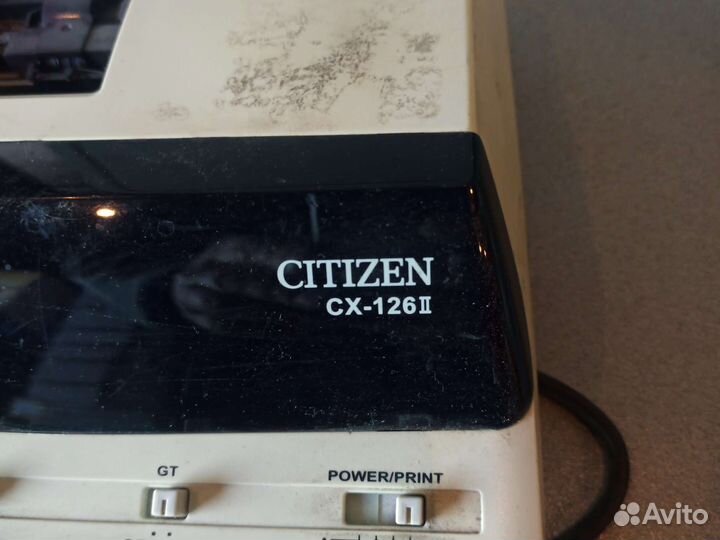 CITIZEN
CX-126II
GT
POWER/PRINT
Avito